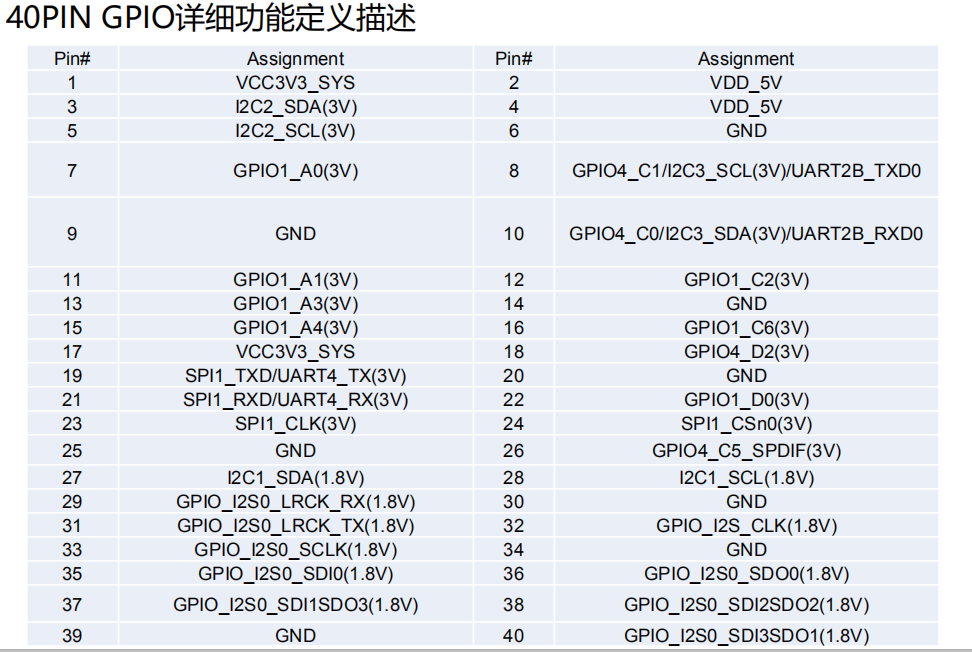 40PIN GPIO详细功能定义描述
Pin# Assignment Pin# Assignment
1 VCC3V3_SYS 2 VDD_5V
3 I2C2_SDA(3V) 4 VDD_5V
5 I2C2_SCL(3V) 6 GND
7 GPIO1_A0(3V) 8 GPIO4_C1/I2C3_SCL(3V)/UART2B_TXD0
9 GND 10 GPIO4_C0/I2C3_SDA(3V)/UART2B_RXD0
11 GPIO1_A1(3V) 12 GPIO1_C2(3V)
13 GPIO1_A3(3V) 14 GND
15 GPIO1_A4(3V) 16 GPIO1_C6(3V)
17 VCC3V3_SYS 18 GPIO4_D2(3V)
19 SPI1_TXD/UART4_TX(3V) 20 GND
21 SPI1_RXD/UART4_RX(3V) 22 GPIO1_D0(3V)
23 SPI1_CLK(3V) 24 SPI1_CSn0(3V)
25 GND 26 GPIO4_C5_SPDIF(3V)
27 I2C1_SDA(1.8V) 28 I2C1_SCL(1.8V)
29 GPIO_I2S0_LRCK_RX(1.8V) 30 GND
31 GPIO_I2S0_LRCK_TX(1.8V) 32 GPIO_I2S_CLK(1.8V)
33 GPIO_I2S0_SCLK(1.8V) 34 GND
35 GPIO_I2S0_SDI0(1.8V) 36 GPIO_I2S0_SDO0(1.8V)
37 GPIO_I2S0_SDI1SDO3(1.8V) 38 GPIO_I2S0_SDI2SDO2(1.8V)
39 GND 40 GPIO_I2S0_SDI3SDO1(1.8V)